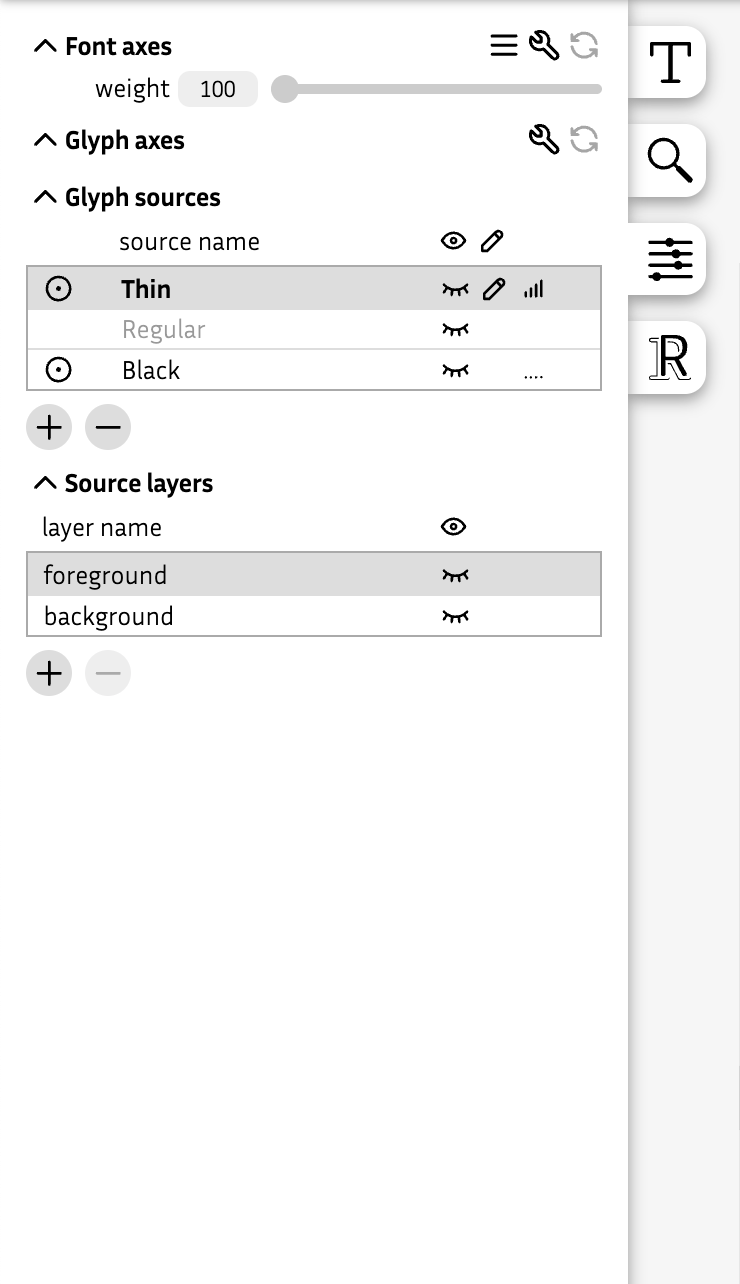 Font axes
weight 100
Glyph axes
Glyph sources
source name
Thin
Regular
Black ....
Source layers
layer name
foreground
background
T
R